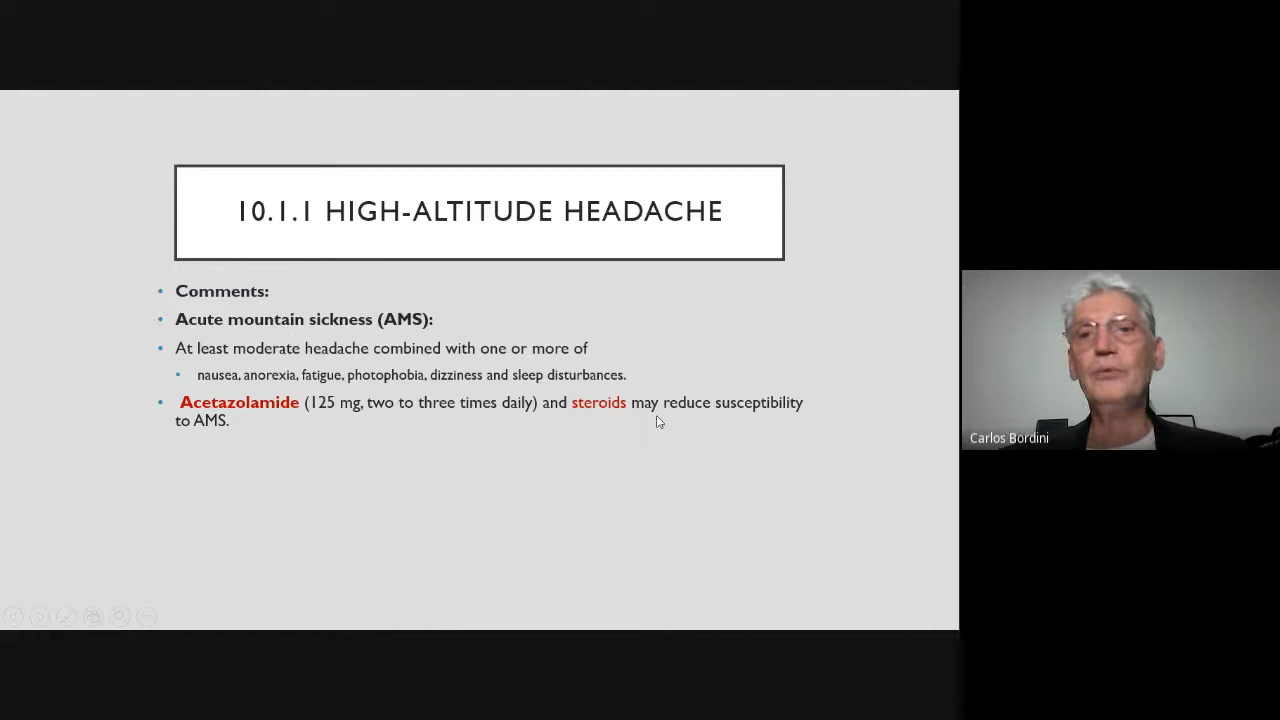 10.1.1 HIGH-ALTITUDE HEADACHE
• Comments:
• Acute mountain sickness (AMS):
• At least moderate headache combined with one or more of
• nausea, anorexia, fatigue, photophobia, dizziness and sleep disturbances.
• Acetazolamide (125 mg, two to three times daily) and steroids may reduce susceptibility
to AMS.
Carlos Bordini